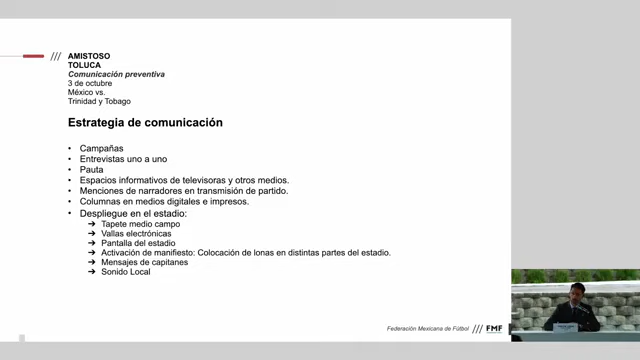 /// AMISTOSO
TOLUCA
Comunicación preventiva
3 de octubre
México vs.
Trinidad y Tobago
Estrategia de comunicación
• Campañas
• Entrevistas uno a uno
• Pauta
• Espacios informativos de televisoras y otros medios.
• Menciones de narradores en transmisión de partido.
• Columnas en medios digitales e impresos.
• Despliegue en el estadio:
➔ Tapete medio campo
➔ Vallas electrónicas
➔ Pantalla del estadio
➔ Activación de manifiesto: Colocación de lonas en distintas partes del estadio.
➔ Mensajes de capitanes
➔ Sonido Local
Federación Mexicana de Fútbol /// FMF